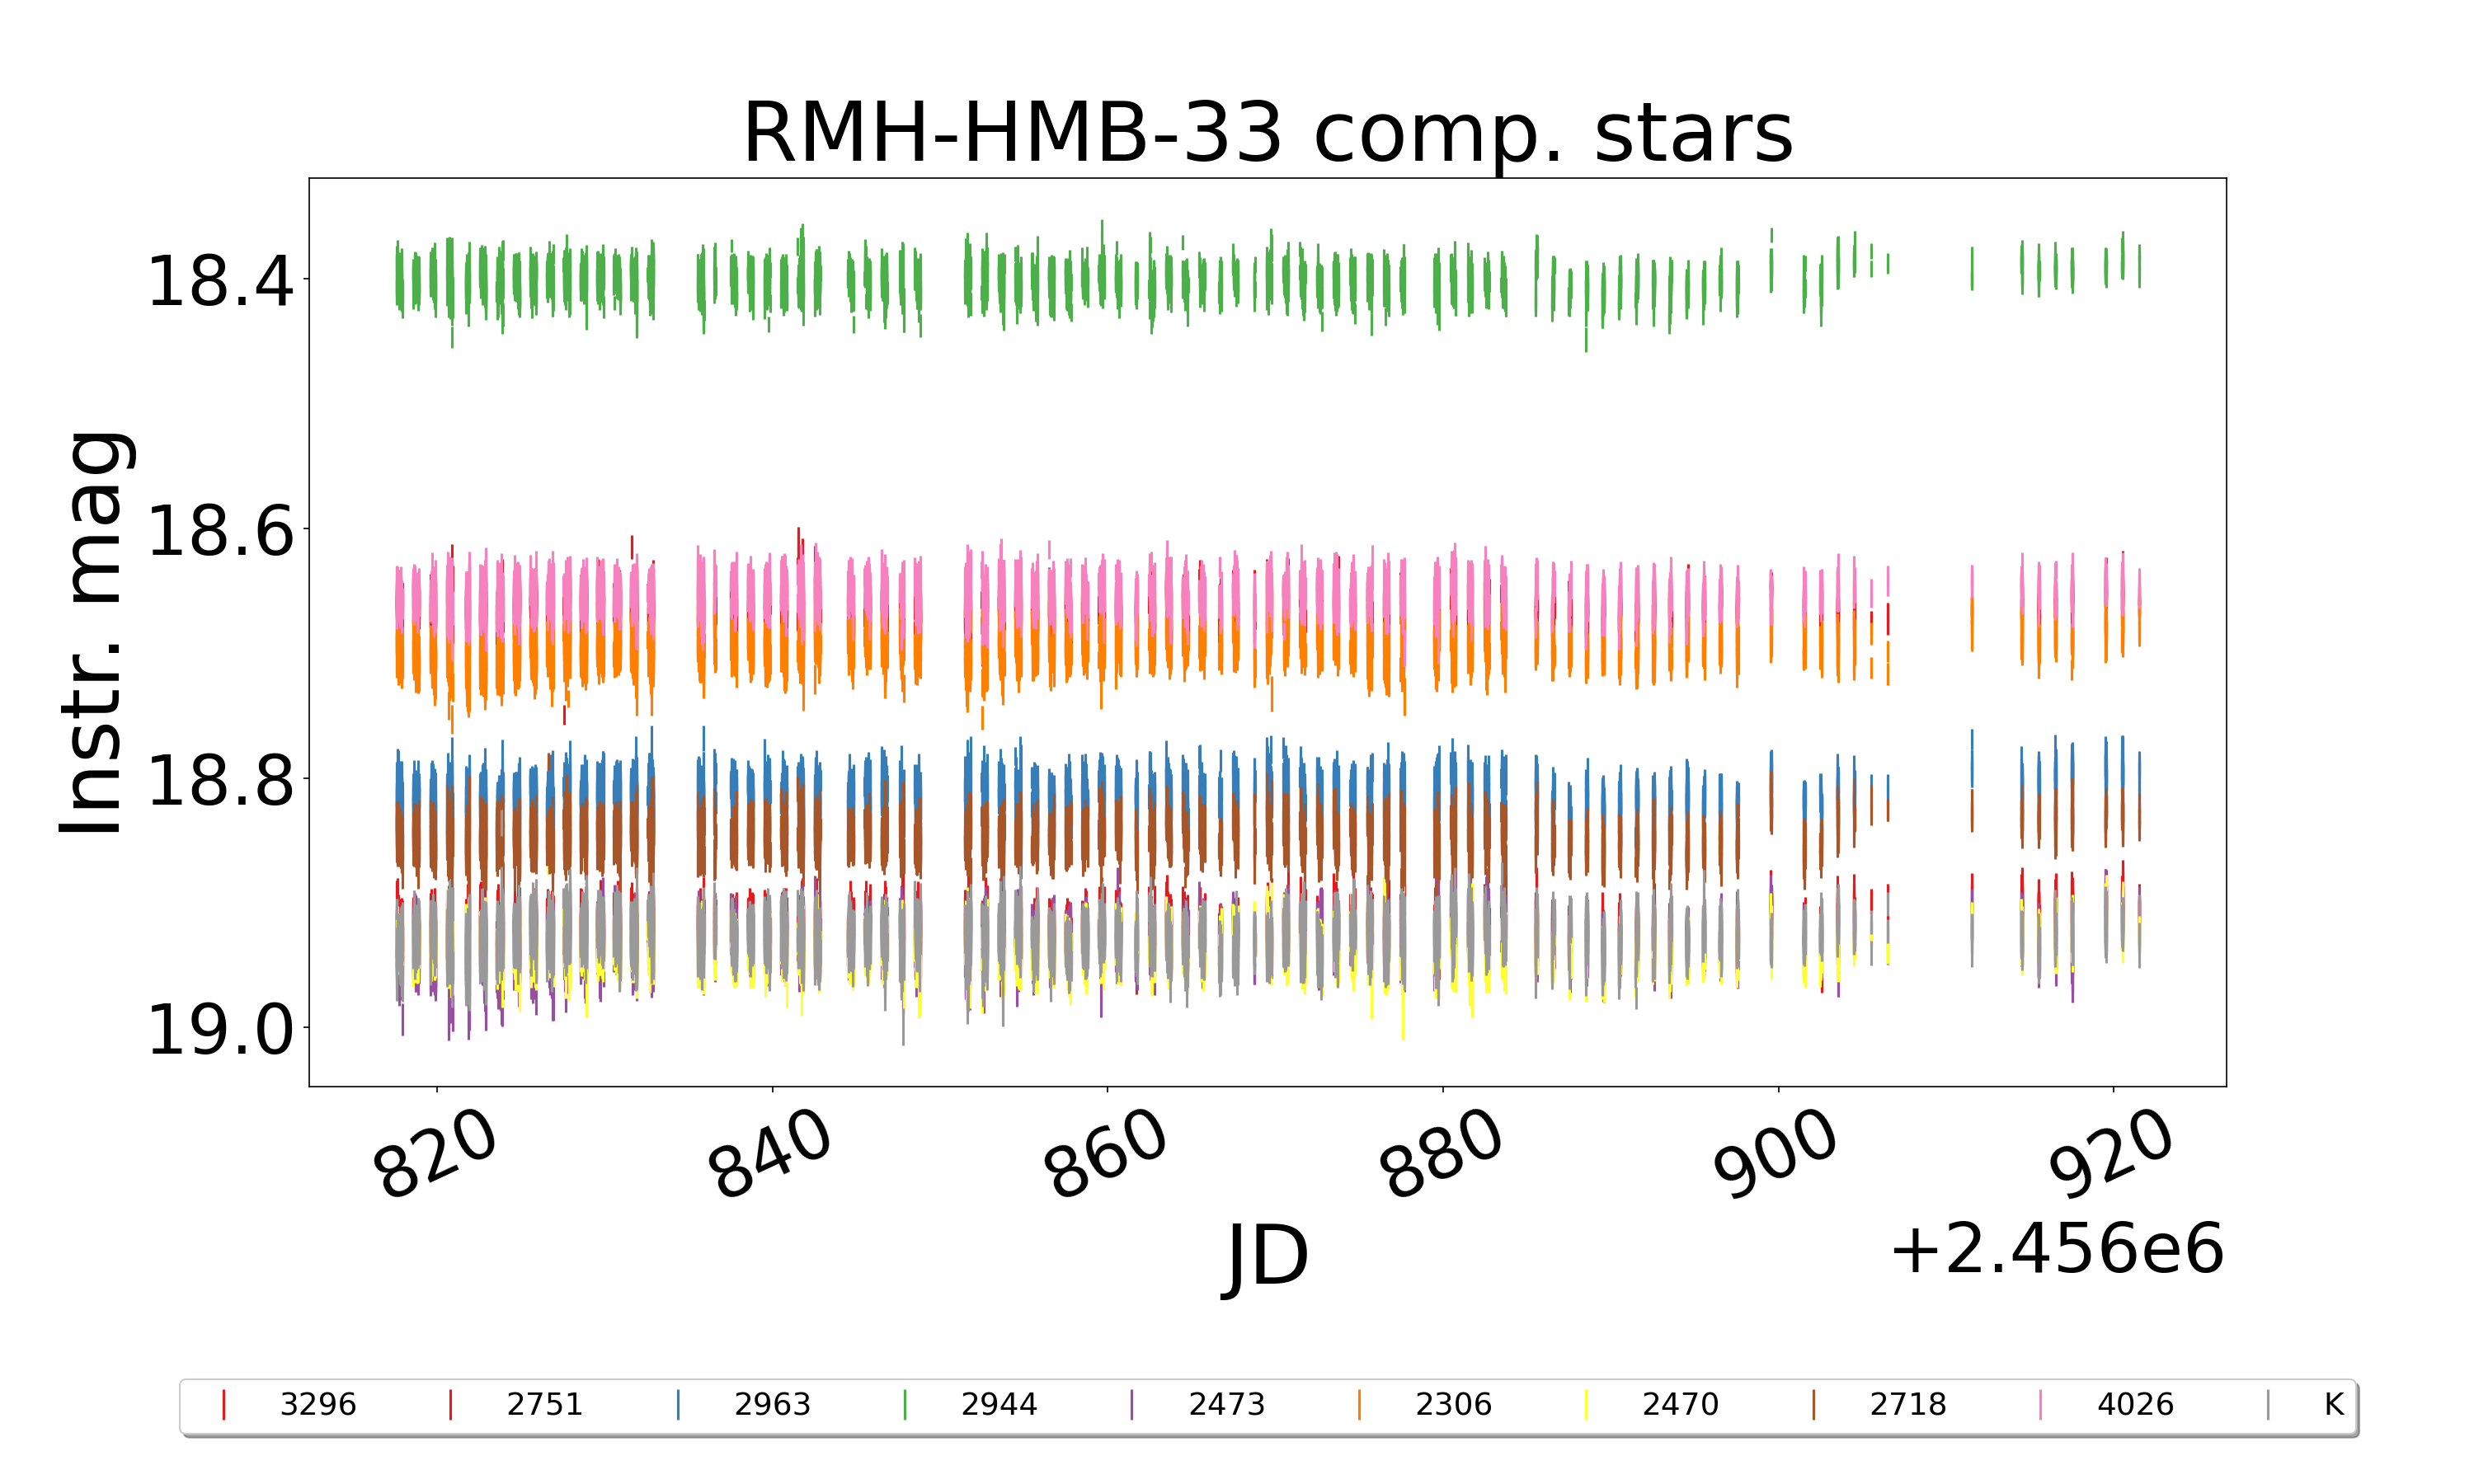 RMH-HMB-33 comp. stars
Instr. mag
18.4
18.6
18.8
19.0
820 840 860 880 900 920
JD
+2.456e6
3296 2751 2963 2944 2473 2306 2470 2718 4026 K